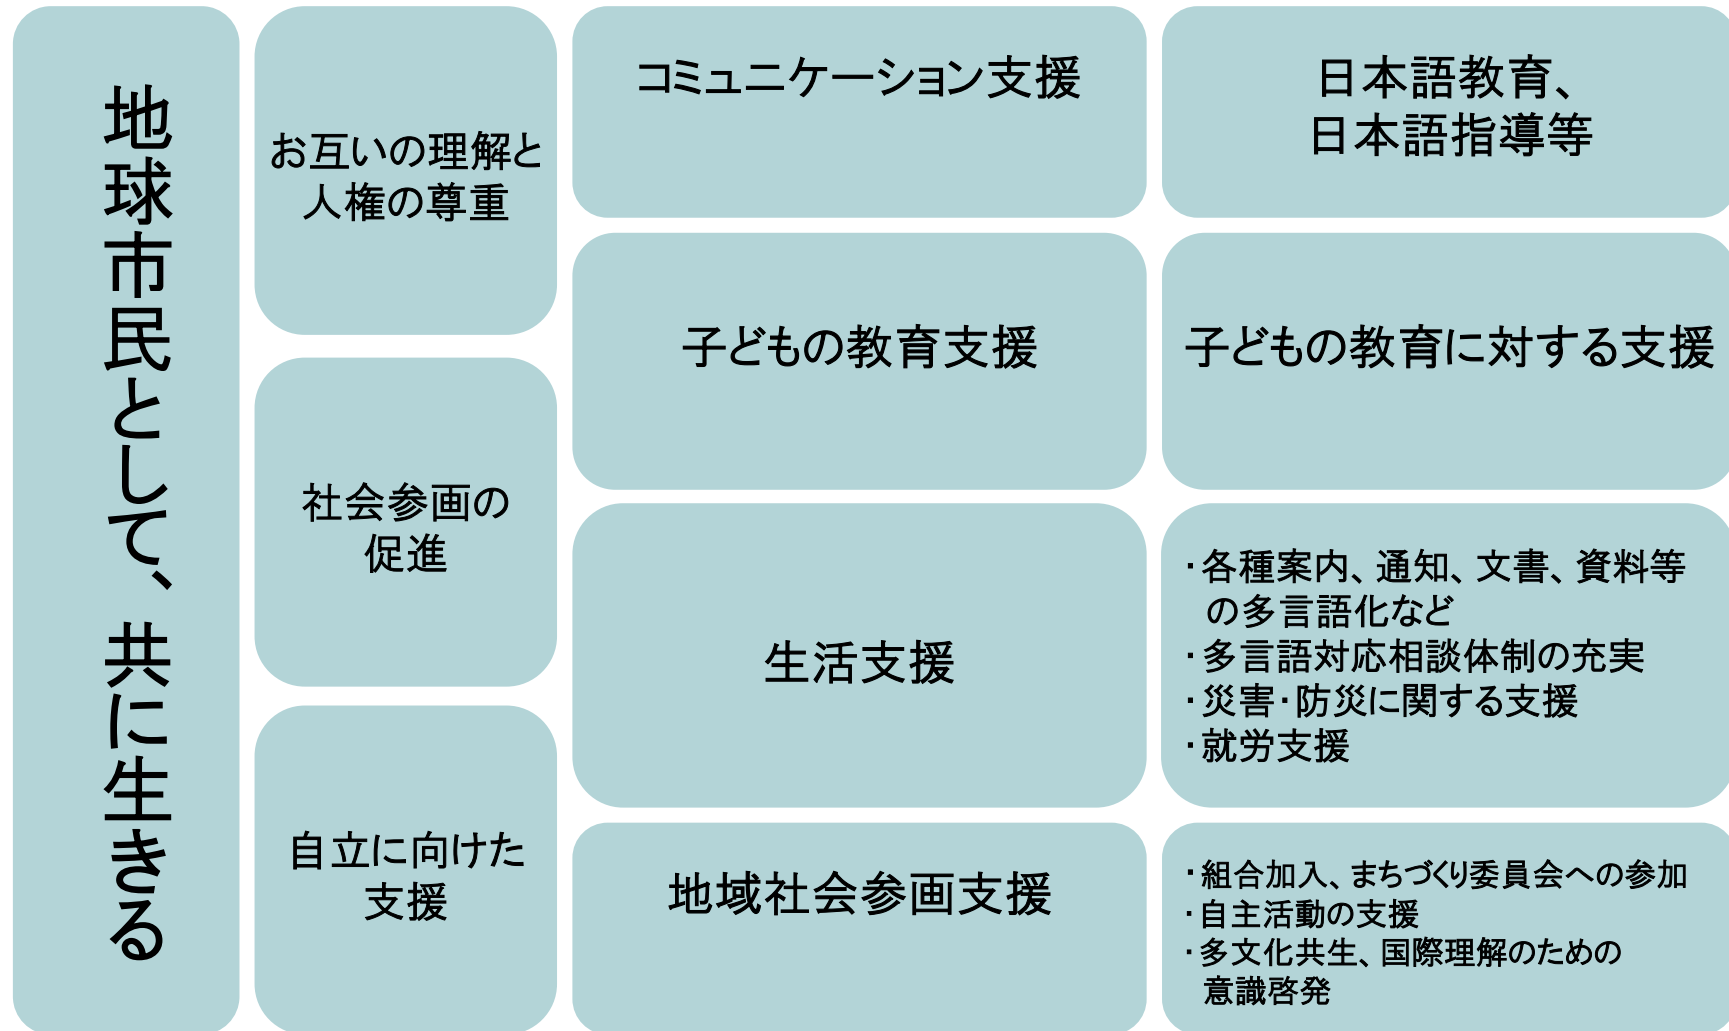 地球市民として、共に生きる
お互いの理解と
人権の尊重
社会参画の
促進
自立に向けた
支援
コミュニケーション支援
日本語教育、
日本語指導等
子どもの教育支援
子どもの教育に対する支援
生活支援
・各種案内、通知、文書、資料等
の多言語化など
・多言語対応相談体制の充実
・災害・防災に関する支援
・就労支援
地域社会参画支援
・組合加入、まちづくり委員会への参加
・自主活動の支援
・多文化共生、国際理解のための
意識啓発